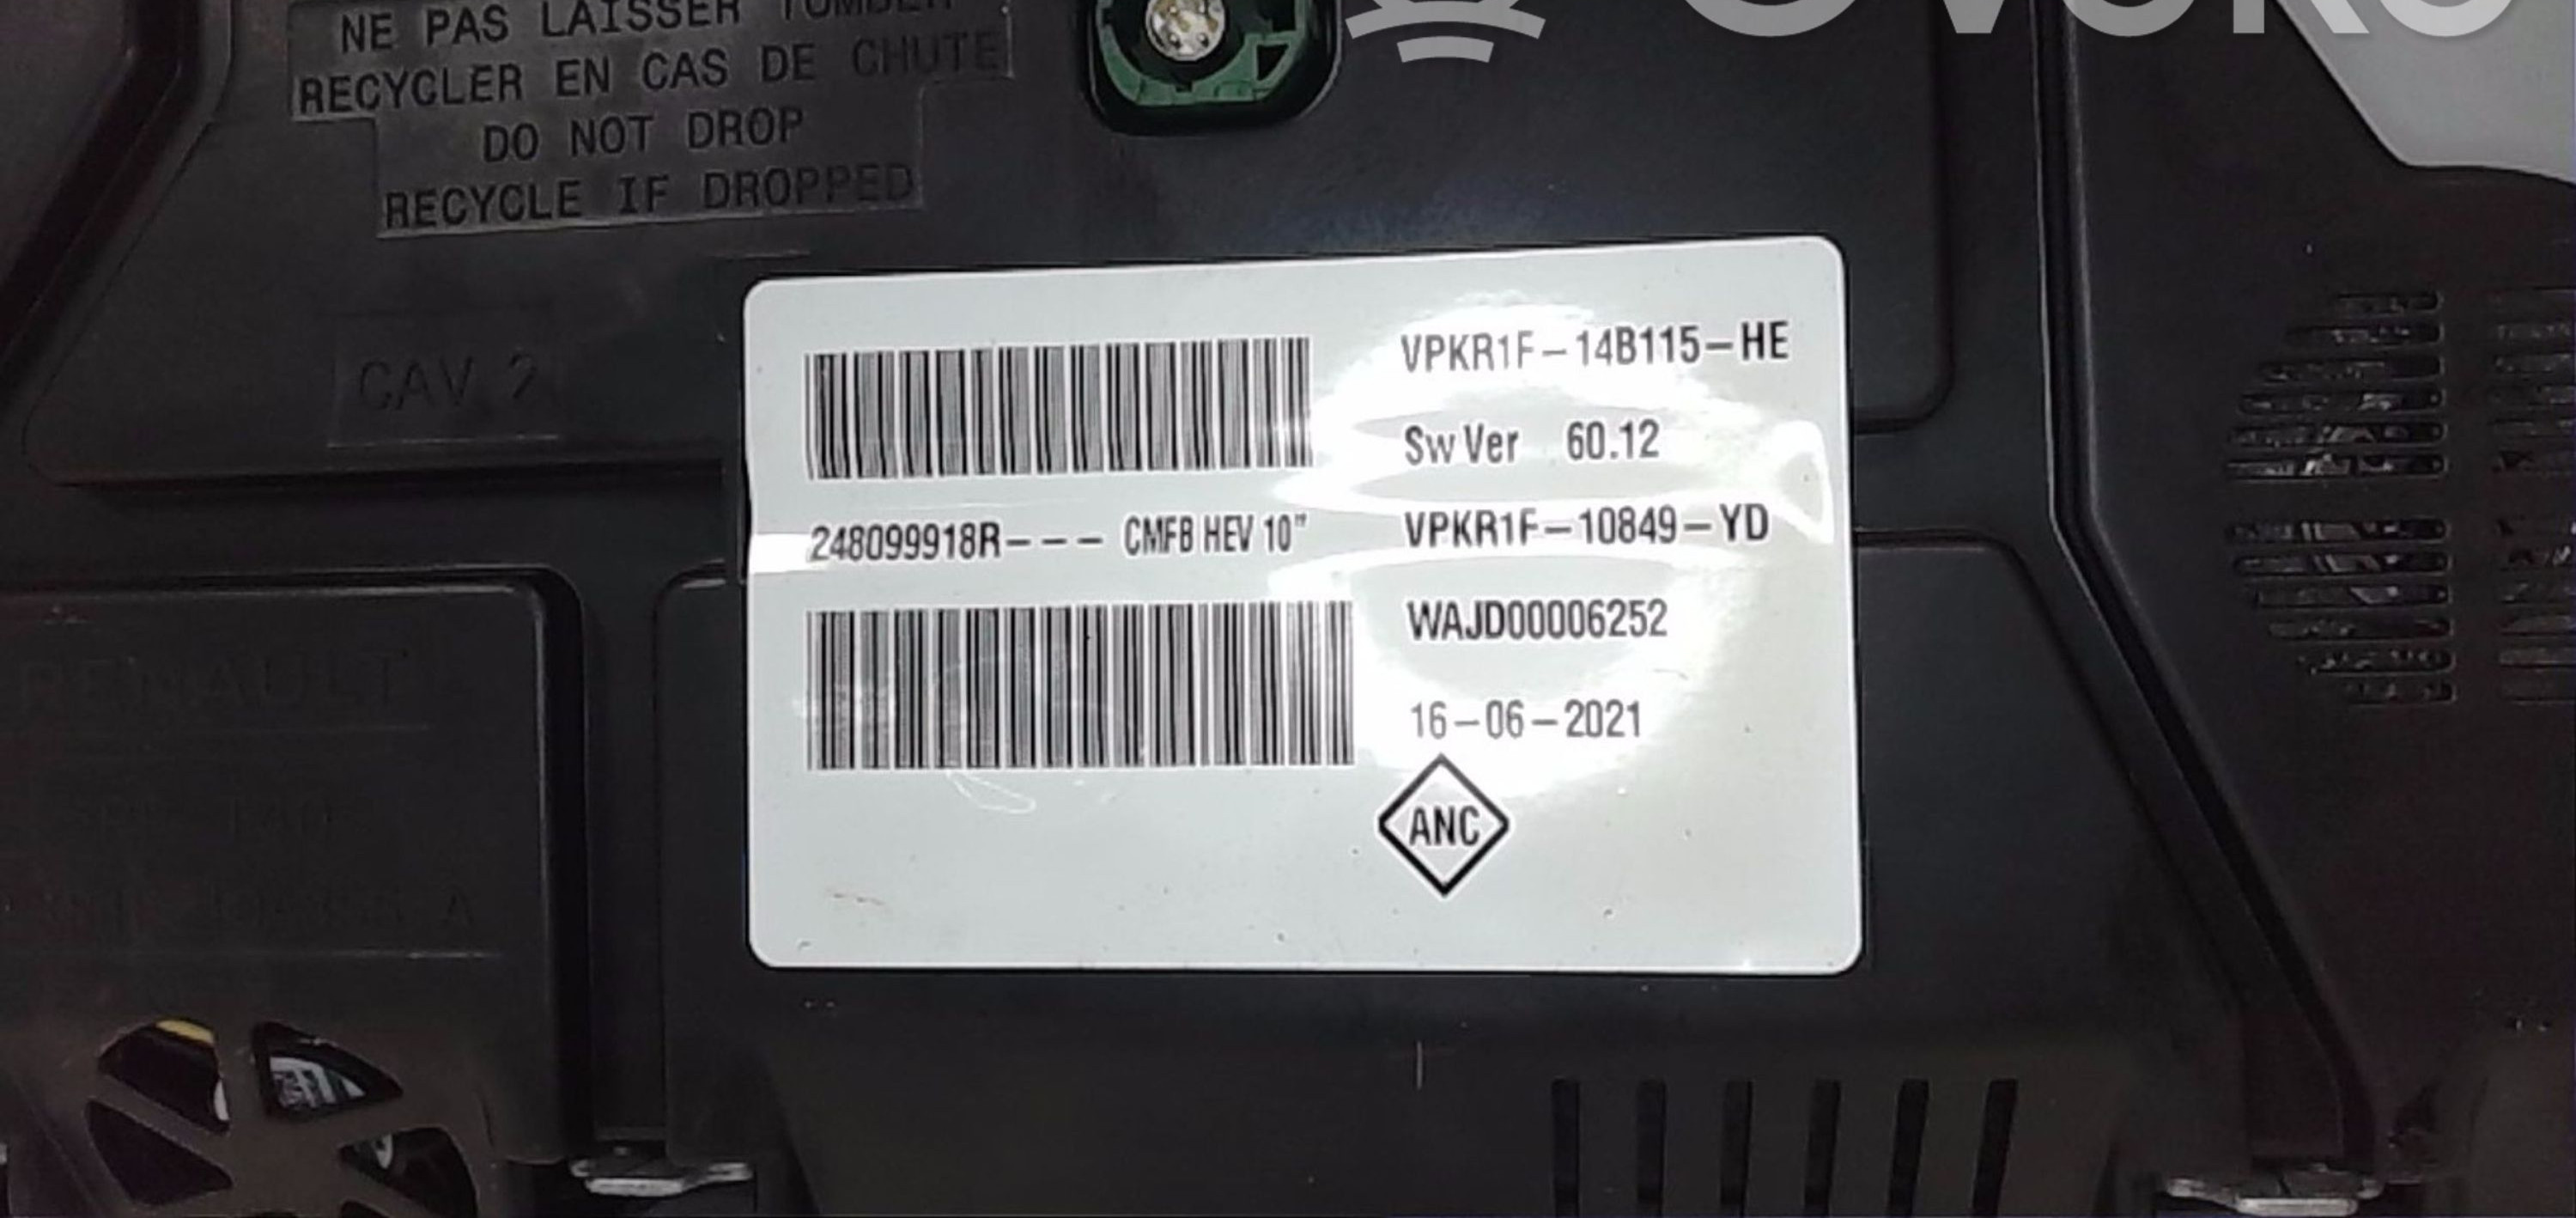 NE PAS LAISSER TOMBER
RECYCLER EN CAS DE CHUTE
DO NOT DROP
RECYCLE IF DROPPED
CAV 2
VPKR1F-14B115-HE
Sw Ver 60.12
248099918R--- CMFB HEV 10"
VPKR1F-10849-YD
WAJD00006252
16-06-2021
ANC
RENAULT